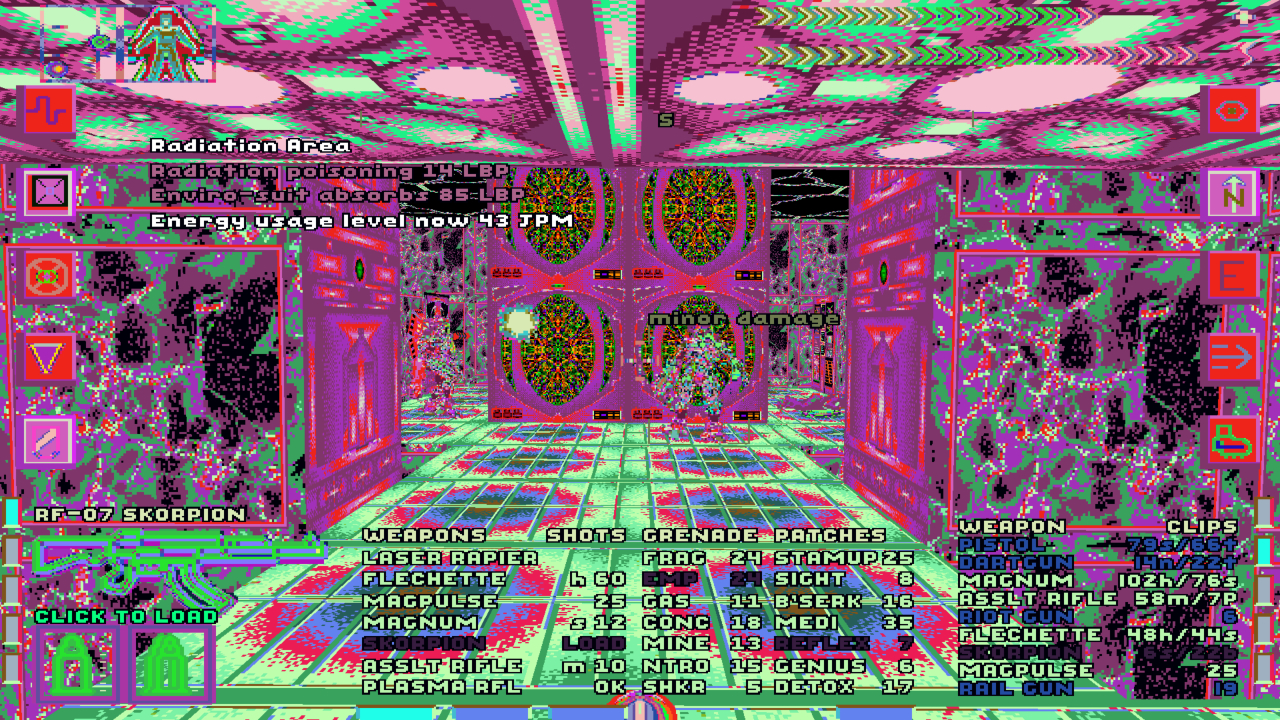 S
Radiation Area
Radiation poisoning 14 LBP
Enviro-suit absorbs 85 LBP
Energy usage level now 43 JPM
minor damage
N
E
RF-07 SKORPION
CLICK TO LOAD
WEAPONS SHOTS
LASER RAPIER
FLECHETTE h 60
MAGPULSE 25
MAGNUM s 12
SKORPION LOAD
ASSLT RIFLE m 10
PLASMA RFL OK
GRENADE PATCHES
FRAG 24 STAMUP 25
EMP 24 SIGHT 8
GAS 11 B'SERK 16
CONC 18 MEDI 35
MINE 13 REFLEX 7
NTRO 15 GENIUS 6
SHKR 5 DETOX 17
WEAPON CLIPS
PISTOL
DARTGUN 14n/22t
MAGNUM 102h/76s
ASSLT RIFLE 58m/7P
RIOT GUN 6
FLECHETTE 48h/44s
SKORPION
MAGPULSE 25
RAIL GUN 19